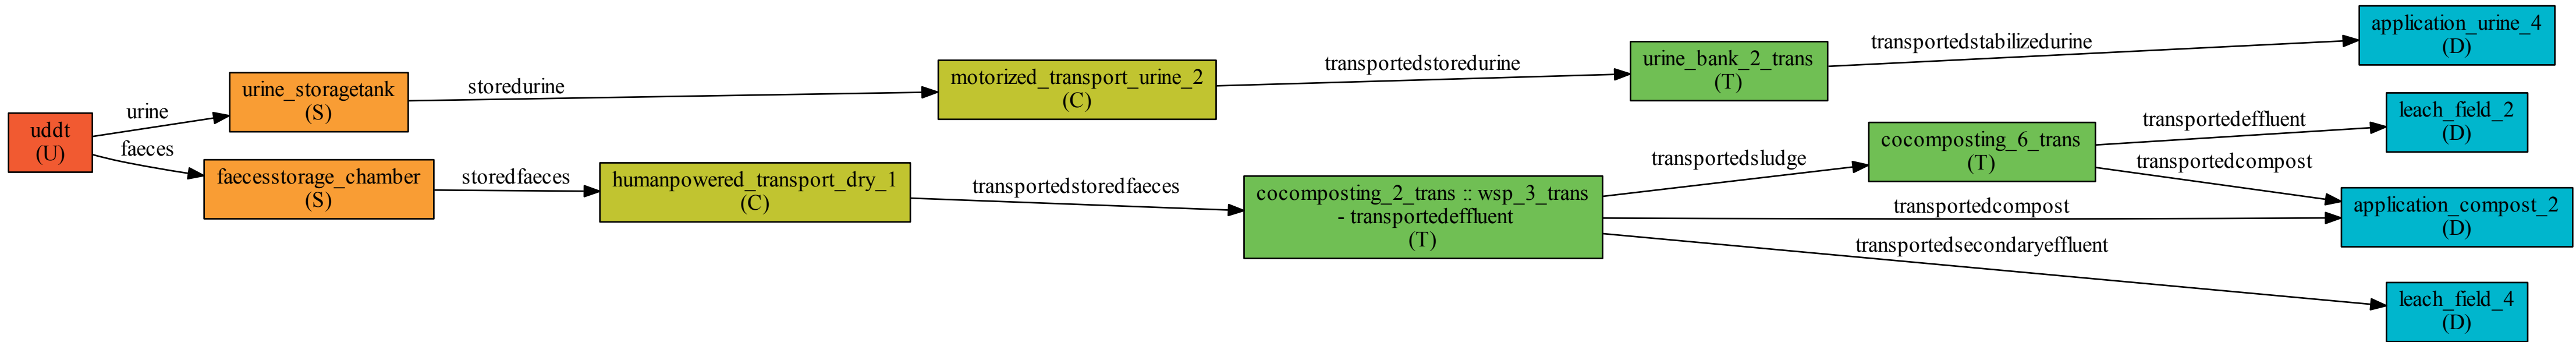 uddt
(U)
urine
faeces
urine_storagetank
(S)
faecesstorage_chamber
(S)
storedurine
storedfaeces
motorized_transport_urine_2
(C)
humanpowered_transport_dry_1
(C)
transportedstoredurine
transportedstoredfaeces
urine_bank_2_trans
(T)
cocomposting_2_trans :: wsp_3_trans
- transportedeffluent
(T)
transportedstabilizedurine
transportedsludge
cocomposting_6_trans
(T)
transportedeffluent
transportedcompost
transportedcompost
transportedsecondaryeffluent
application_urine_4
(D)
leach_field_2
(D)
application_compost_2
(D)
leach_field_4
(D)